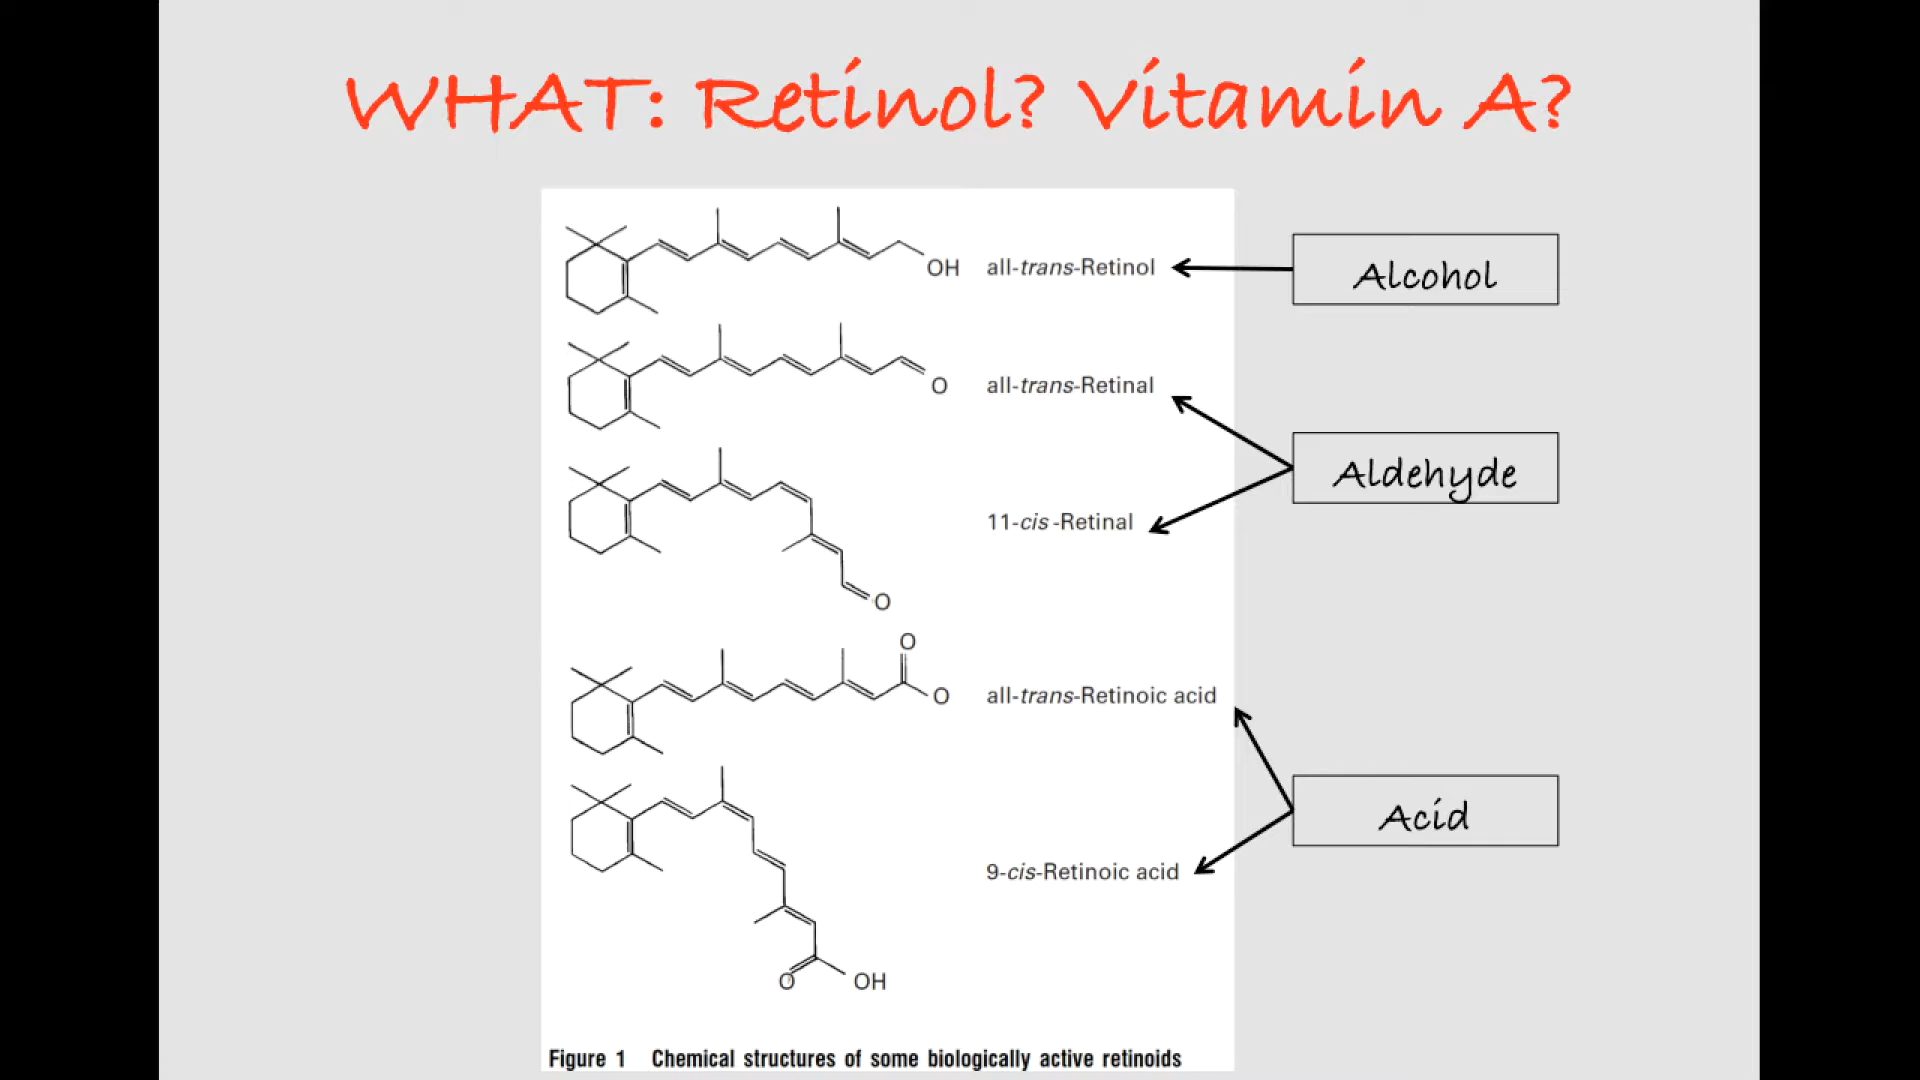 WHAT: Retinol? Vitamin A?
OH all-trans-Retinol
Alcohol
O all-trans-Retinal
Aldehyde
11-cis -Retinal
O
O
O all-trans-Retinoic acid
Acid
9-cis-Retinoic acid
O OH
Figure 1 Chemical structures of some biologically active retinoids